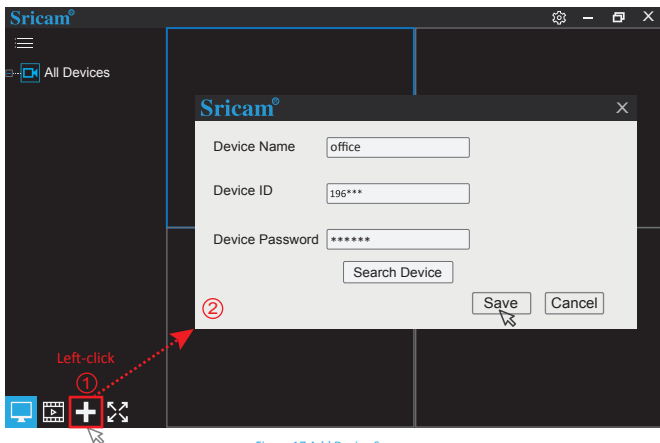 Sricam®
All Devices
Sricam®
Device Name
office
Device ID
196***
Device Password
******
Search Device
②
Save
Cancel
Left-click
①